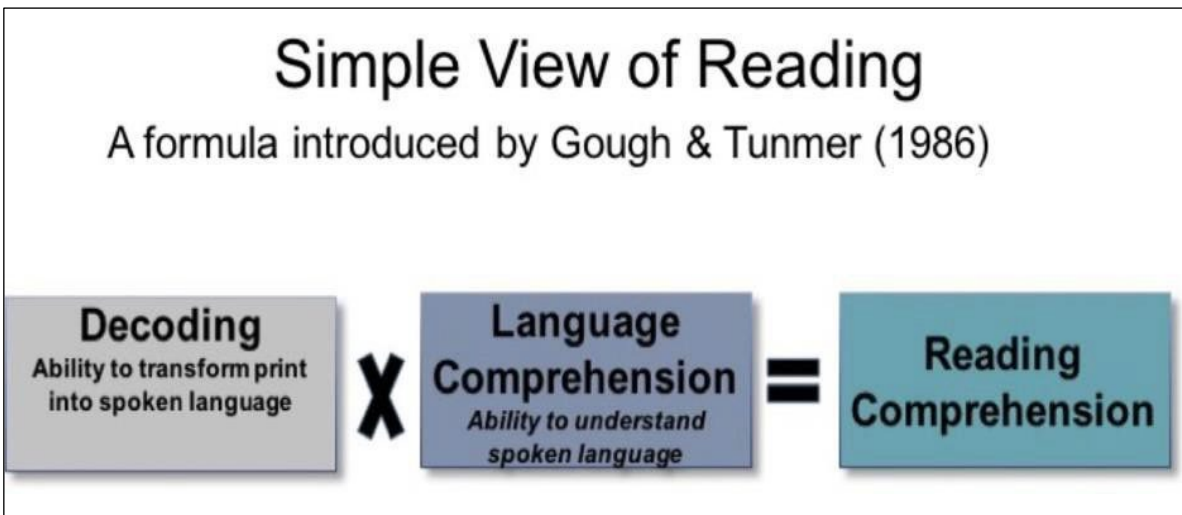 Simple View of Reading
A formula introduced by Gough & Tunmer (1986)
Decoding
Ability to transform print
into spoken language
X
Language
Comprehension
Ability to understand
spoken language
=
Reading
Comprehension